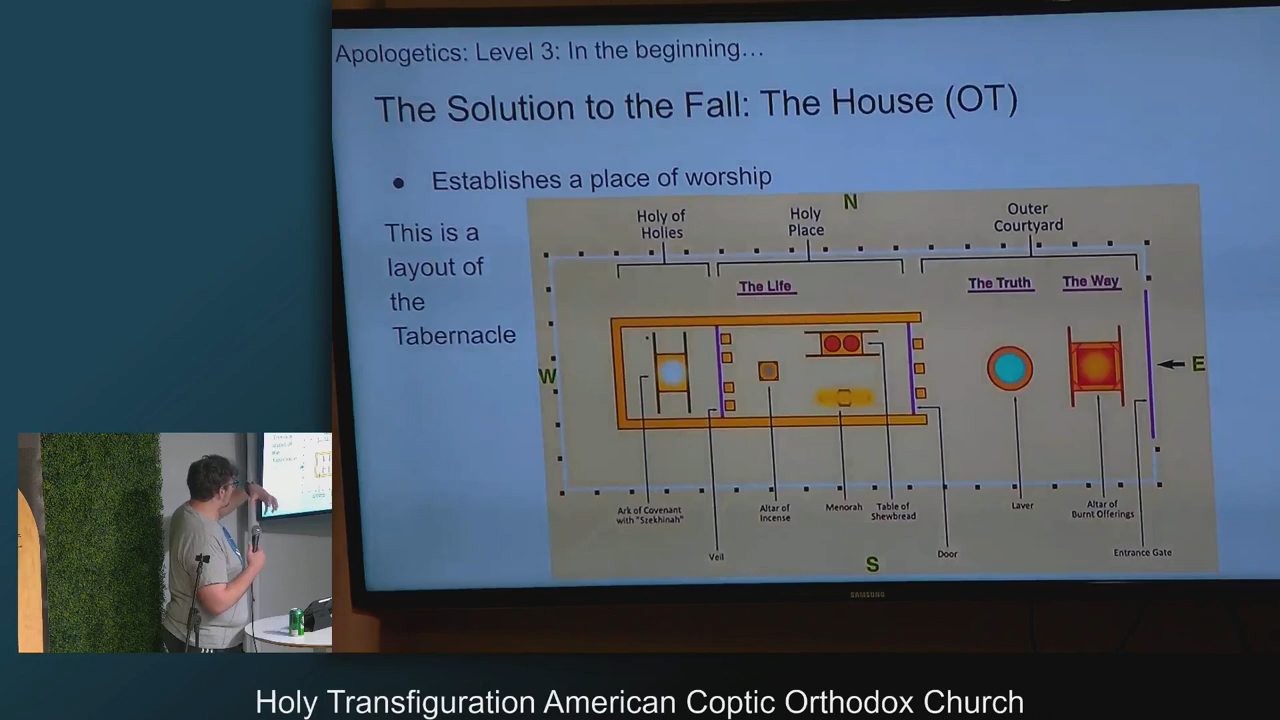 Apologetics: Level 3: In the beginning…
The Solution to the Fall: The House (OT)
● Establishes a place of worship
This is a
layout of
the
Tabernacle
N
Holy of
Holies
Holy
Place
Outer
Courtyard
The Life
The Truth
The Way
W
E
Ark of Covenant
with "Szekhinah"
Altar of
Incense
Menorah
Table of
Shewbread
Laver
Altar of
Burnt Offerings
Veil
Door
Entrance Gate
S
SAMSUNG
Holy Transfiguration American Coptic Orthodox Church